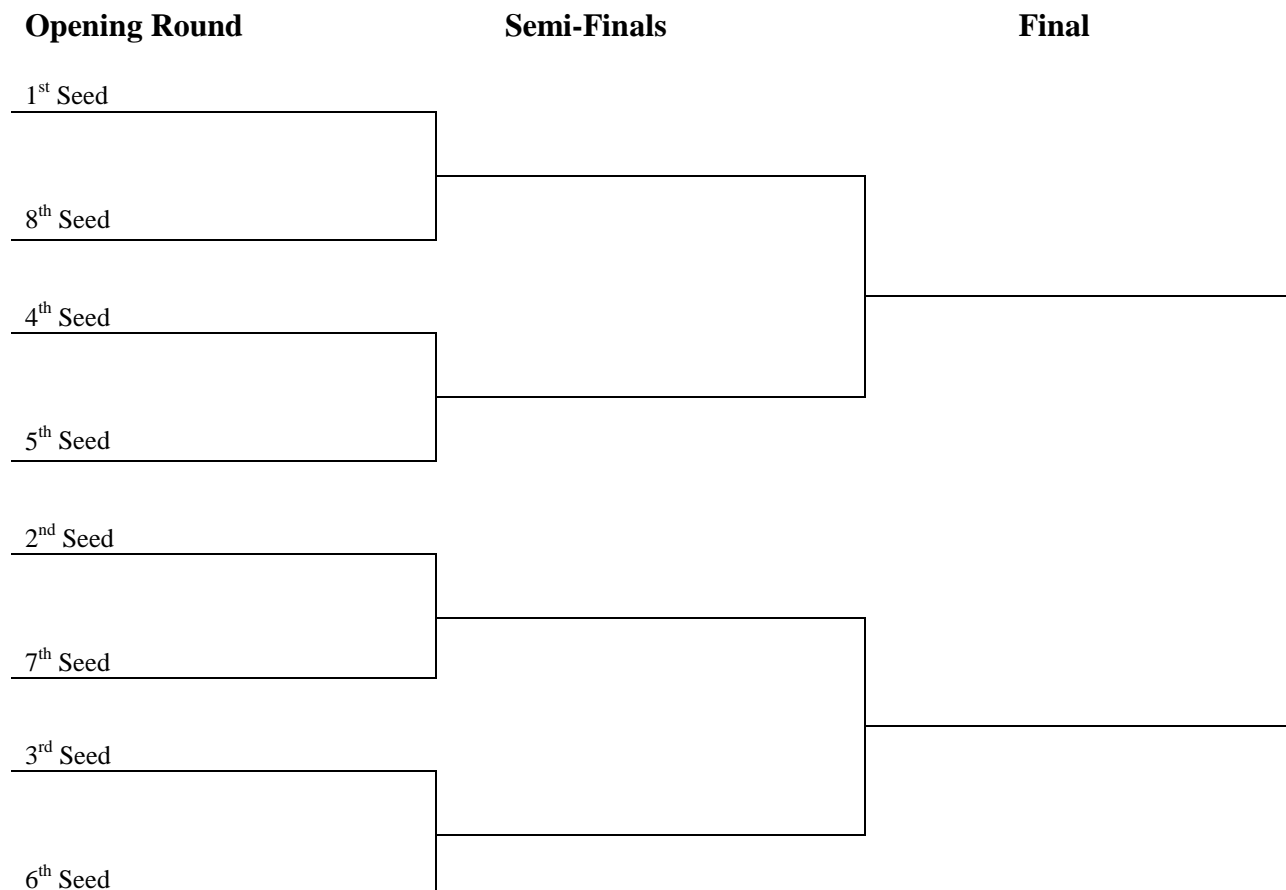 Opening Round Semi-Finals Final
1st Seed
8th Seed
4th Seed
5th Seed
2nd Seed
7th Seed
3rd Seed
6th Seed